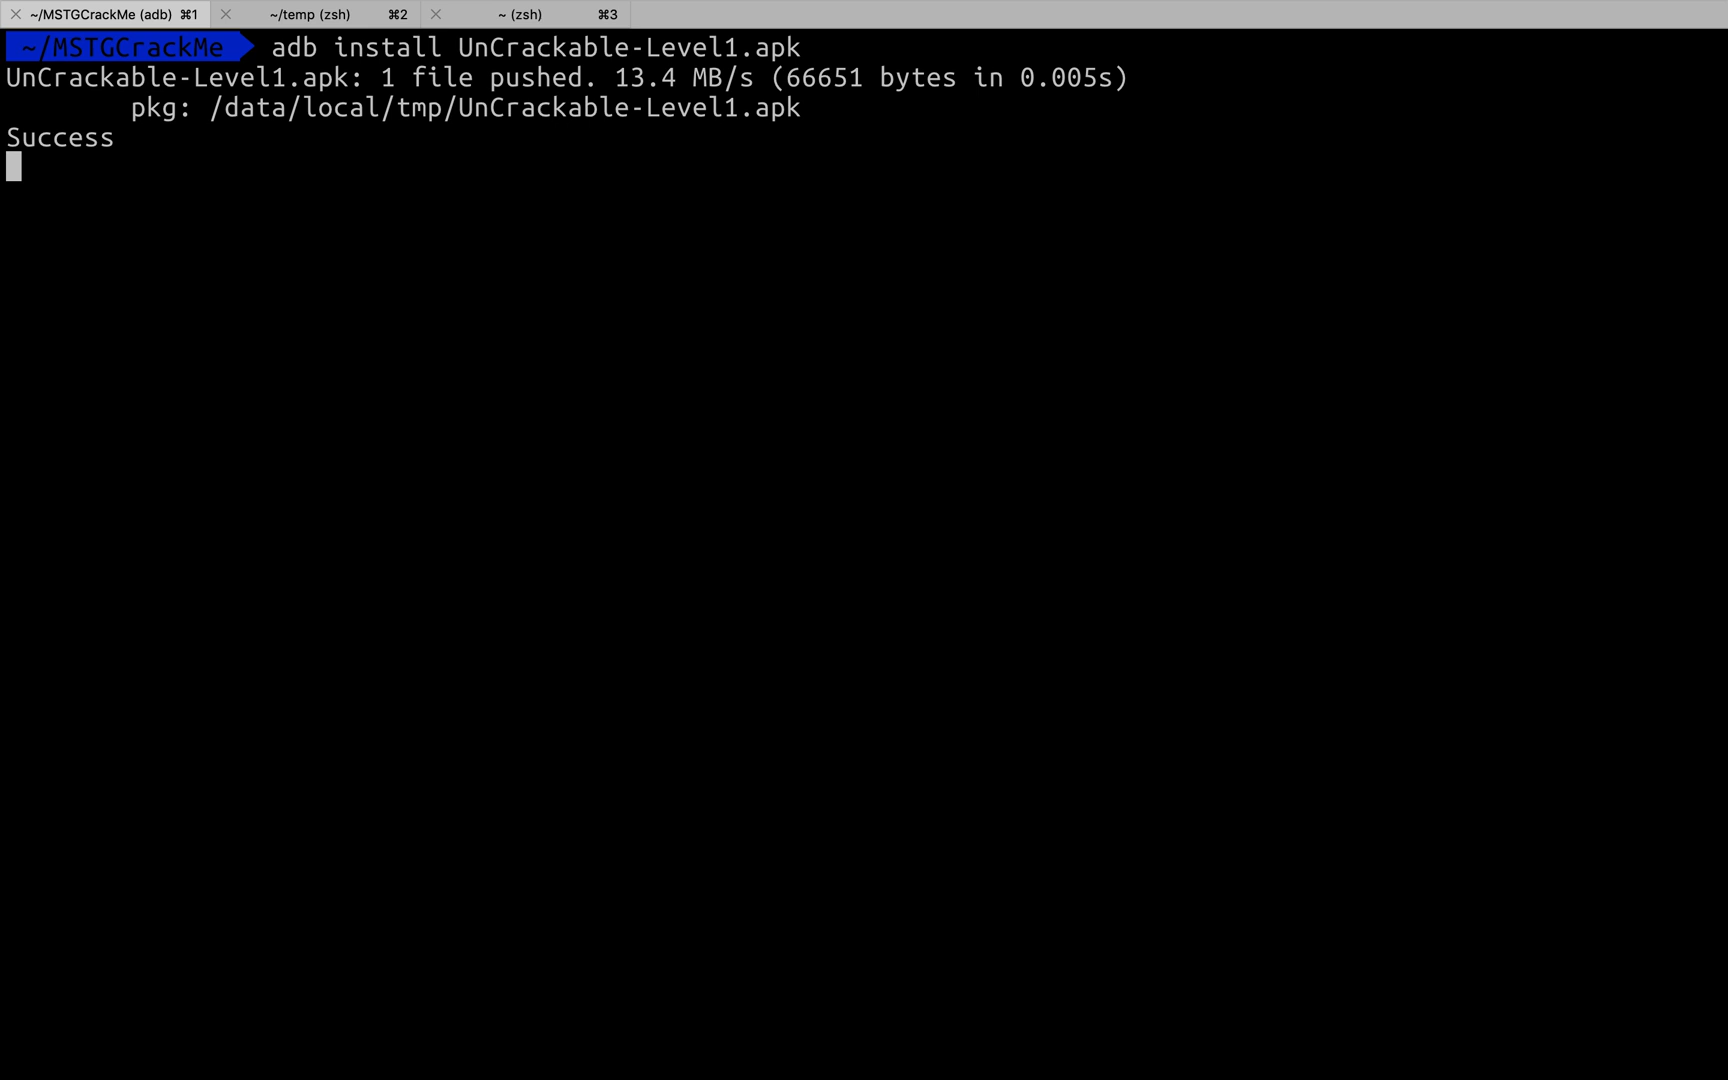 ~/MSTGCrackMe (adb) ⌘1 ~/temp (zsh) ⌘2 ~ (zsh) ⌘3
~/MSTGCrackMe adb install UnCrackable-Level1.apk
UnCrackable-Level1.apk: 1 file pushed. 13.4 MB/s (66651 bytes in 0.005s)
pkg: /data/local/tmp/UnCrackable-Level1.apk
Success